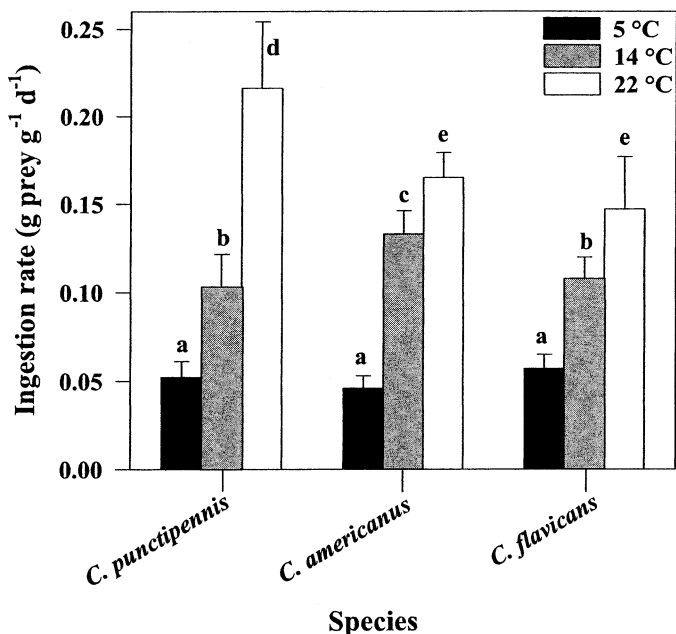 Ingestion rate (g prey g⁻¹ d⁻¹)
0.25
0.20
0.15
0.10
0.05
0.00
5 °C
14 °C
22 °C
a
b
d
a
c
e
a
b
e
C. punctipennis
C. americanus
C. flavicans
Species